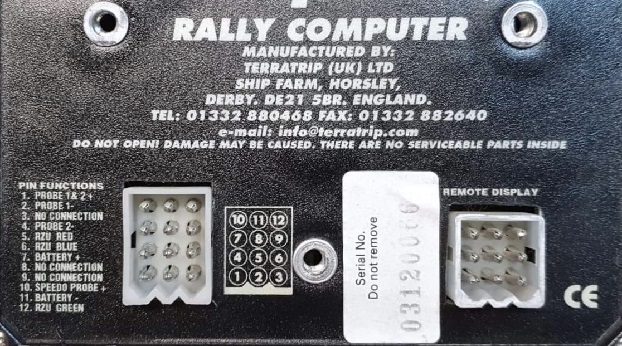 RALLY COMPUTER
MANUFACTURED BY:
TERRATRIP (UK) LTD
SHIP FARM, HORSLEY,
DERBY. DE21 5BR. ENGLAND.
TEL: 01332 880468 FAX: 01332 882640
e-mail: info@terratrip.com
DO NOT OPEN! DAMAGE MAY BE CAUSED. THERE ARE NO SERVICEABLE PARTS INSIDE
PIN FUNCTIONS
1. PROBE 1& 2+
2. PROBE 1-
3. NO CONNECTION
4. PROBE 2-
5. RZU RED
6. RZU BLUE
7. BATTERY +
8. NO CONNECTION
9. NO CONNECTION
10. SPEEDO PROBE +
11. BATTERY -
12. RZU GREEN
10 11 12
7 8 9
4 5 6
1 2 3
Serial No.
Do not remove
REMOTE DISPLAY
CE